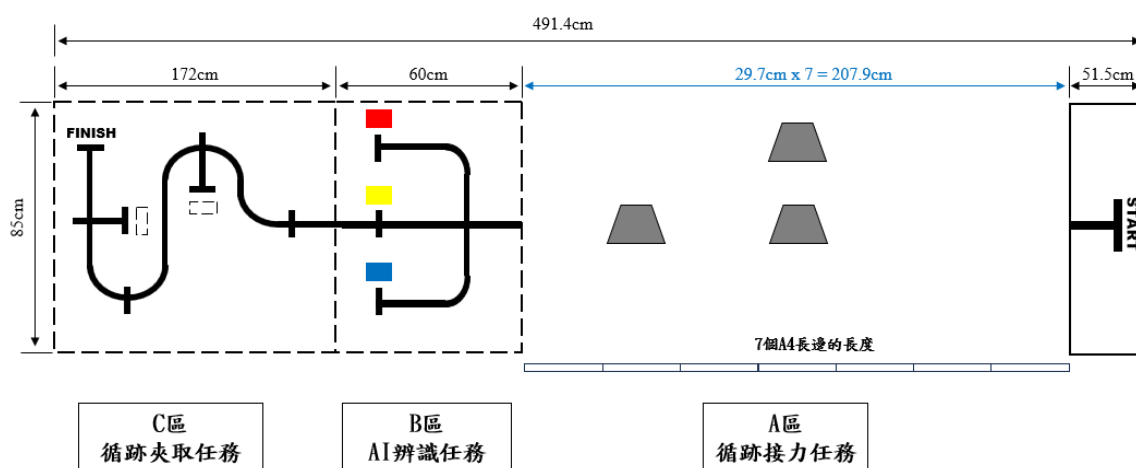 491.4cm
172cm
60cm
29.7cm x 7 = 207.9cm
51.5cm
85cm
FINISH
START
7個A4長邊的長度
C區
循跡夾取任務
B區
AI辨識任務
A區
循跡接力任務